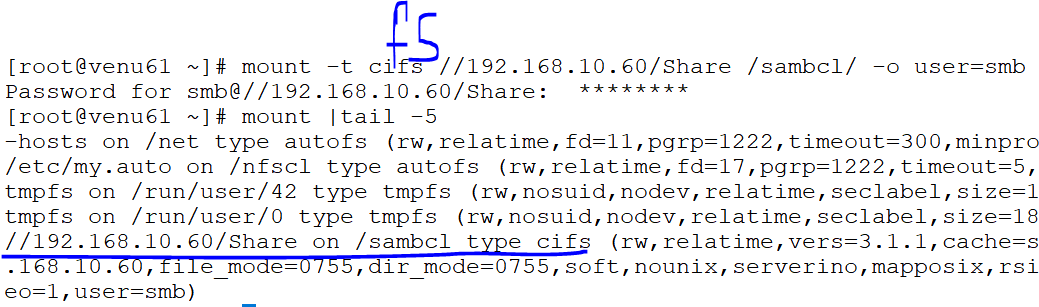 fs
[root@venu61 ~]# mount -t cifs //192.168.10.60/Share /sambcl/ -o user=smb
Password for smb@//192.168.10.60/Share:  ********
[root@venu61 ~]# mount |tail -5
-hosts on /net type autofs (rw,relatime,fd=11,pgrp=1222,timeout=300,minpro
/etc/my.auto on /nfscl type autofs (rw,relatime,fd=17,pgrp=1222,timeout=5,
tmpfs on /run/user/42 type tmpfs (rw,nosuid,nodev,relatime,seclabel,size=1
tmpfs on /run/user/0 type tmpfs (rw,nosuid,nodev,relatime,seclabel,size=18
//192.168.10.60/Share on /sambcl type cifs (rw,relatime,vers=3.1.1,cache=s
.168.10.60,file_mode=0755,dir_mode=0755,soft,nounix,serverino,mapposix,rsi
eo=1,user=smb)